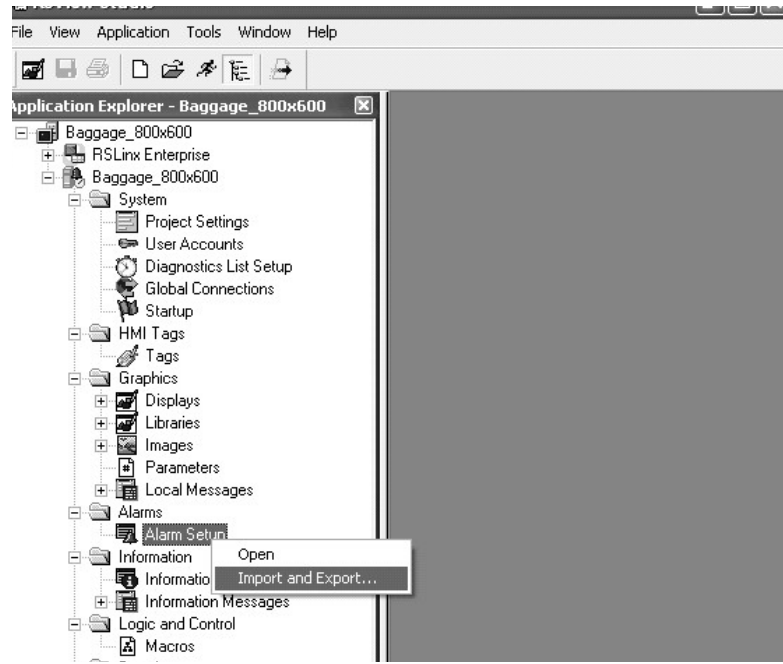 File View Application Tools Window Help
Application Explorer - Baggage_800x600
Baggage_800x600
RSLinx Enterprise
Baggage_800x600
System
Project Settings
User Accounts
Diagnostics List Setup
Global Connections
Startup
HMI Tags
Tags
Graphics
Displays
Libraries
Images
Parameters
Local Messages
Alarms
Alarm Setup
Open
Information
Import and Export...
Informatio
Information Messages
Logic and Control
Macros